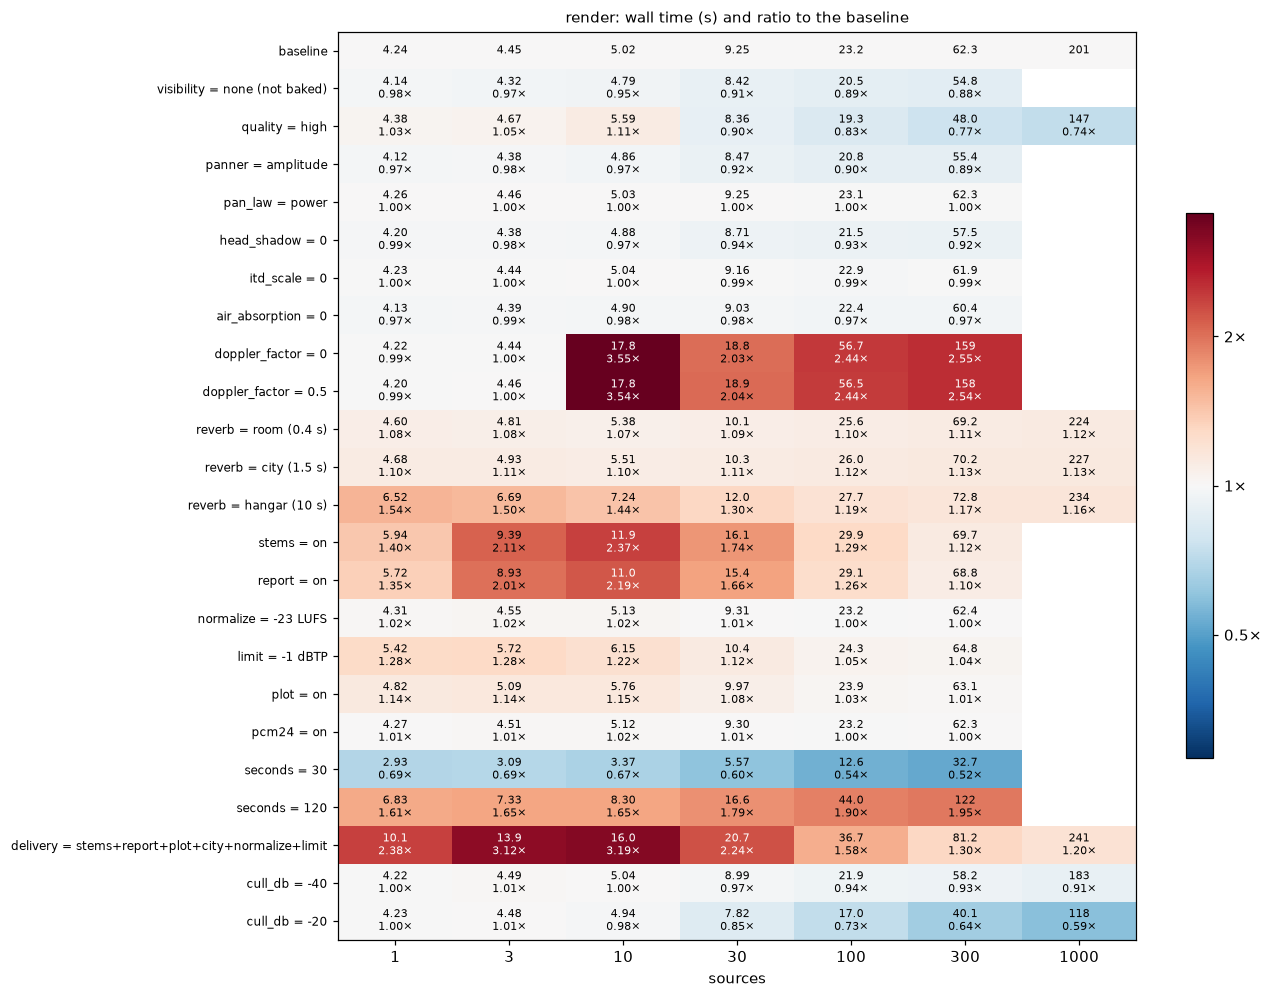 render: wall time (s) and ratio to the baseline
baseline 4.24 4.45 5.02 9.25 23.2 62.3 201
visibility = none (not baked) 4.14 4.32 4.79 8.42 20.5 54.8
0.98× 0.97× 0.95× 0.91× 0.89× 0.88×
quality = high 4.38 4.67 5.59 8.36 19.3 48.0 147
1.03× 1.05× 1.11× 0.90× 0.83× 0.77× 0.74×
panner = amplitude 4.12 4.38 4.86 8.47 20.8 55.4
0.97× 0.98× 0.97× 0.92× 0.90× 0.89×
pan_law = power 4.26 4.46 5.03 9.25 23.1 62.3
1.00× 1.00× 1.00× 1.00× 1.00× 1.00×
head_shadow = 0 4.20 4.38 4.88 8.71 21.5 57.5
0.99× 0.98× 0.97× 0.94× 0.93× 0.92×
itd_scale = 0 4.23 4.44 5.04 9.16 22.9 61.9
1.00× 1.00× 1.00× 0.99× 0.99× 0.99×
air_absorption = 0 4.13 4.39 4.90 9.03 22.4 60.4
0.97× 0.99× 0.98× 0.98× 0.97× 0.97×
doppler_factor = 0 4.22 4.44 17.8 18.8 56.7 159
0.99× 1.00× 3.55× 2.03× 2.44× 2.55×
doppler_factor = 0.5 4.20 4.46 17.8 18.9 56.5 158
0.99× 1.00× 3.54× 2.04× 2.44× 2.54×
reverb = room (0.4 s) 4.60 4.81 5.38 10.1 25.6 69.2 224
1.08× 1.08× 1.07× 1.09× 1.10× 1.11× 1.12×
reverb = city (1.5 s) 4.68 4.93 5.51 10.3 26.0 70.2 227
1.10× 1.11× 1.10× 1.11× 1.12× 1.13× 1.13×
reverb = hangar (10 s) 6.52 6.69 7.24 12.0 27.7 72.8 234
1.54× 1.50× 1.44× 1.30× 1.19× 1.17× 1.16×
stems = on 5.94 9.39 11.9 16.1 29.9 69.7
1.40× 2.11× 2.37× 1.74× 1.29× 1.12×
report = on 5.72 8.93 11.0 15.4 29.1 68.8
1.35× 2.01× 2.19× 1.66× 1.26× 1.10×
normalize = -23 LUFS 4.31 4.55 5.13 9.31 23.2 62.4
1.02× 1.02× 1.02× 1.01× 1.00× 1.00×
limit = -1 dBTP 5.42 5.72 6.15 10.4 24.3 64.8
1.28× 1.28× 1.22× 1.12× 1.05× 1.04×
plot = on 4.82 5.09 5.76 9.97 23.9 63.1
1.14× 1.14× 1.15× 1.08× 1.03× 1.01×
pcm24 = on 4.27 4.51 5.12 9.30 23.2 62.3
1.01× 1.01× 1.02× 1.01× 1.00× 1.00×
seconds = 30 2.93 3.09 3.37 5.57 12.6 32.7
0.69× 0.69× 0.67× 0.60× 0.54× 0.52×
seconds = 120 6.83 7.33 8.30 16.6 44.0 122
1.61× 1.65× 1.65× 1.79× 1.90× 1.95×
delivery = stems+report+plot+city+normalize+limit 10.1 13.9 16.0 20.7 36.7 81.2 241
2.38× 3.12× 3.19× 2.24× 1.58× 1.30× 1.20×
cull_db = -40 4.22 4.49 5.04 8.99 21.9 58.2 183
1.00× 1.01× 1.00× 0.97× 0.94× 0.93× 0.91×
cull_db = -20 4.23 4.48 4.94 7.82 17.0 40.1 118
1.00× 1.01× 0.98× 0.85× 0.73× 0.64× 0.59×
1 3 10 30 100 300 1000
sources
2×
1×
0.5×